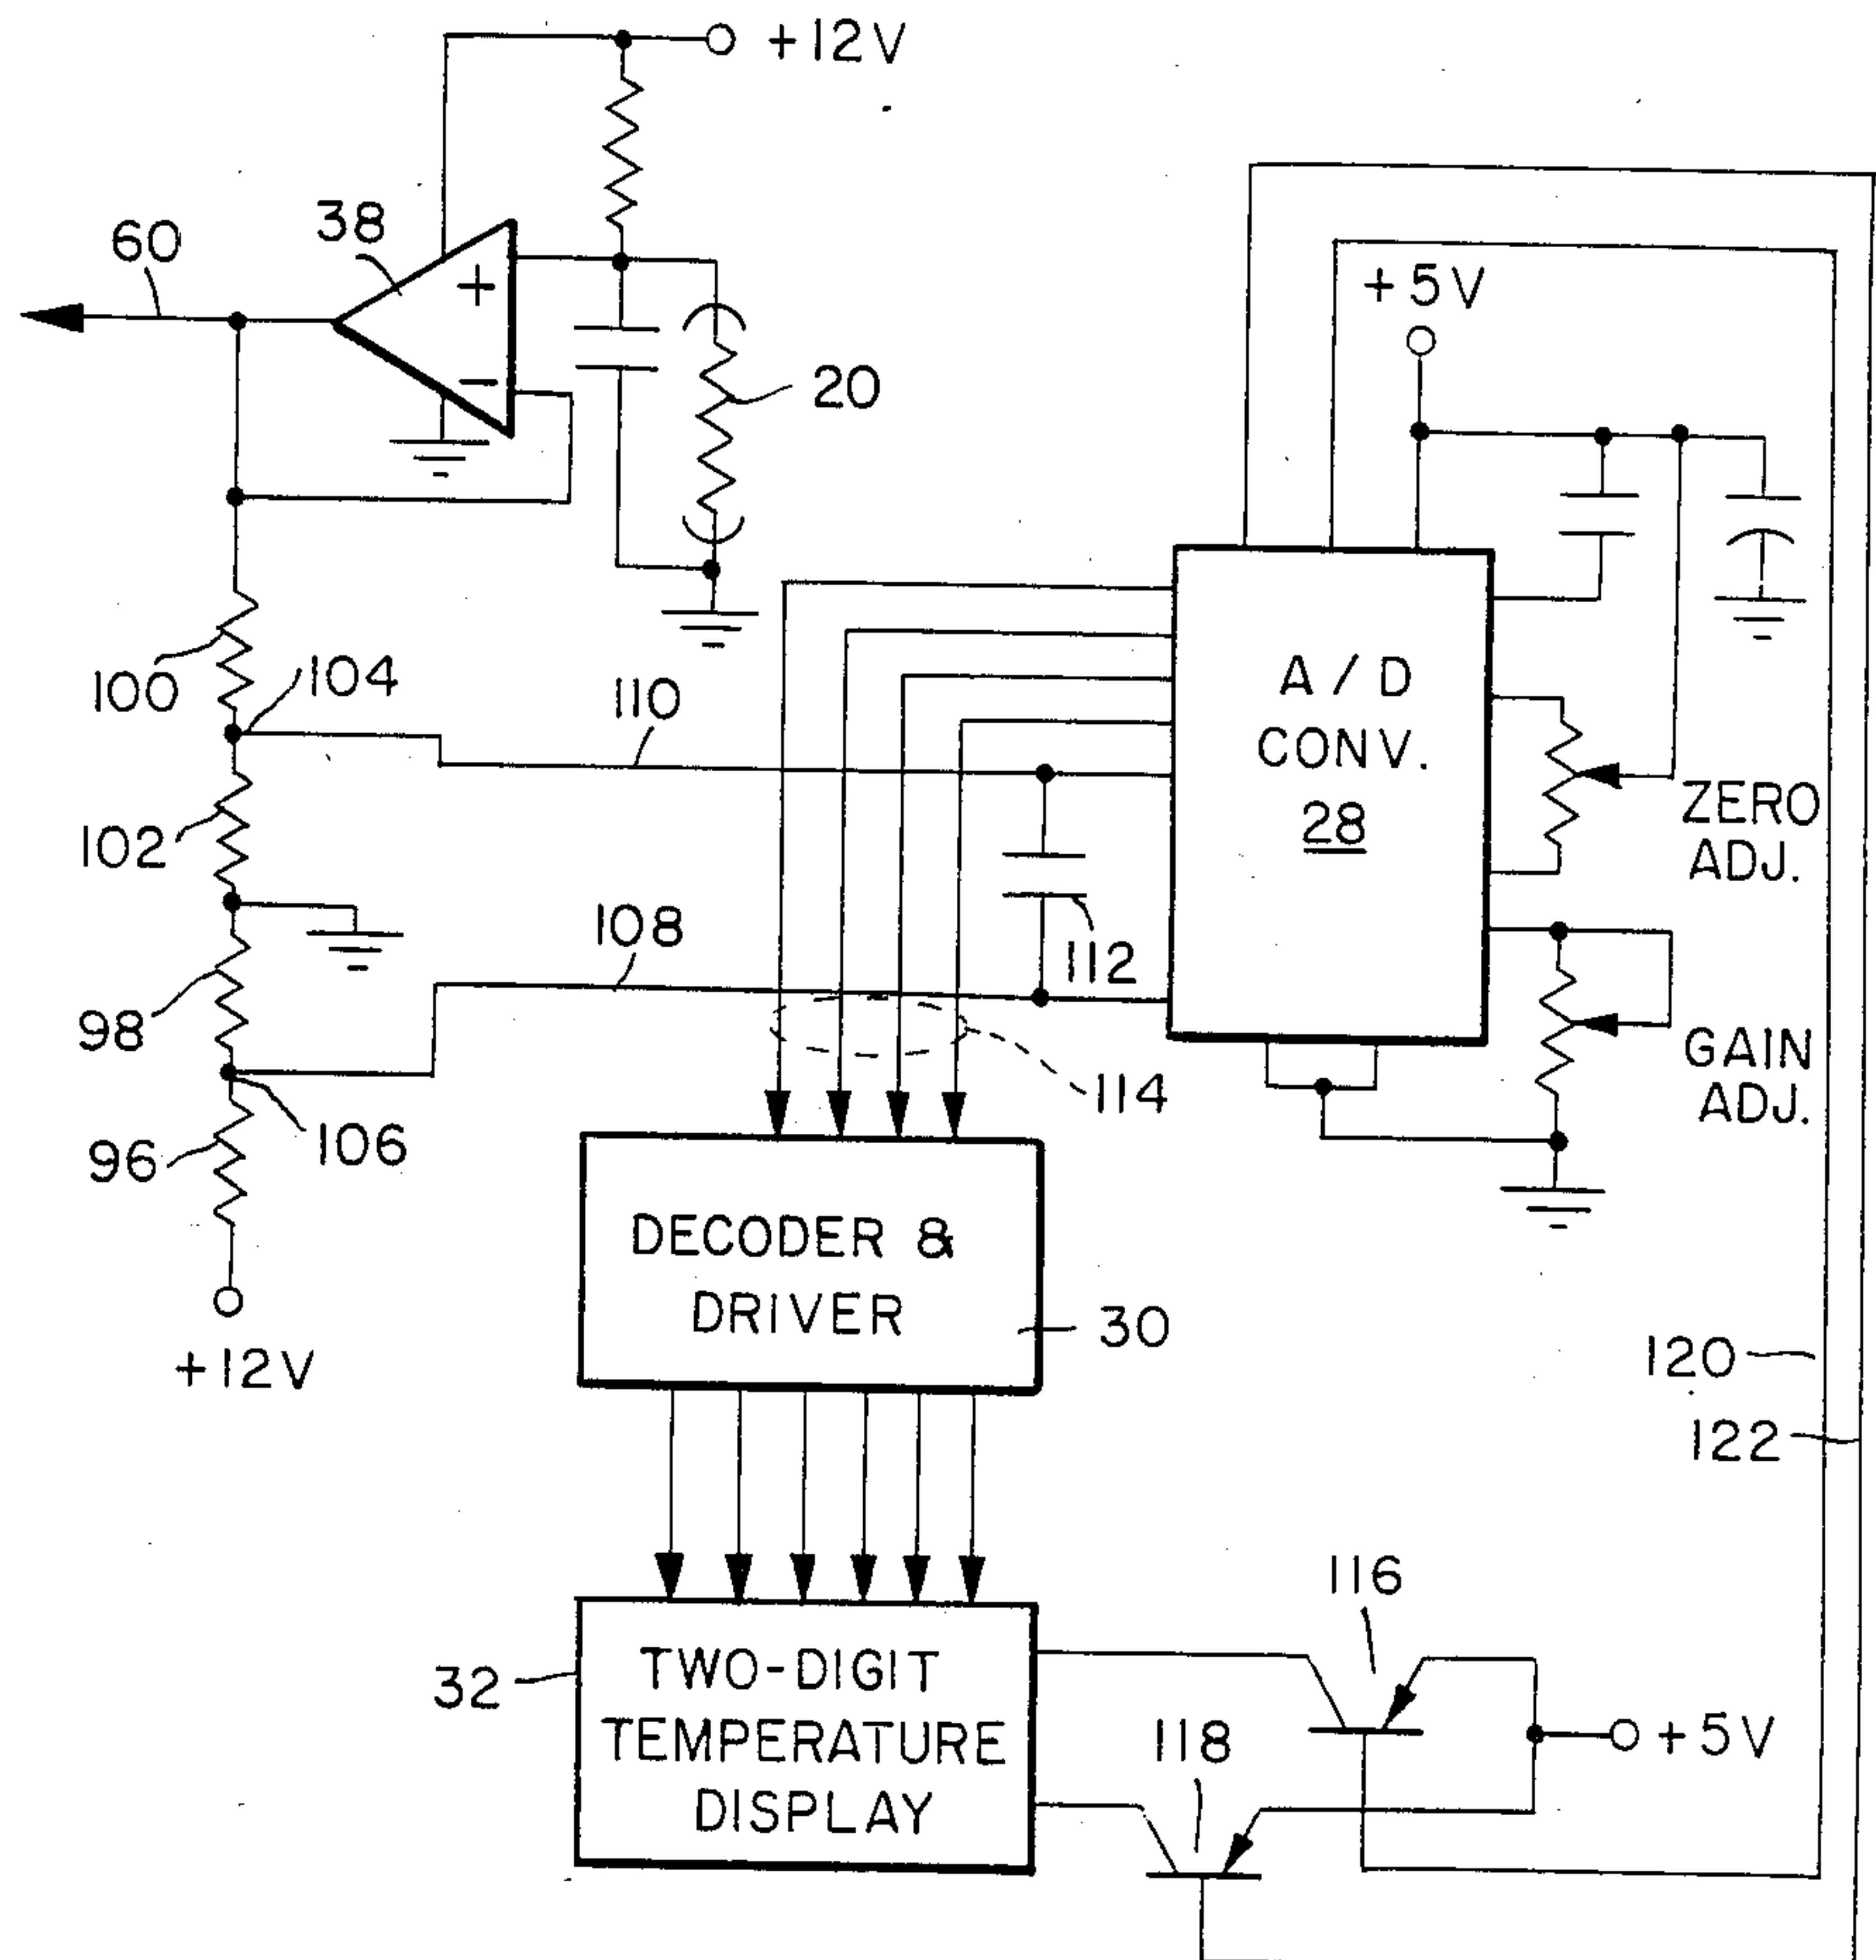 +12V
38
60
+
−
20
+5V
100
104
110
102
A / D
CONV.
28
ZERO
ADJ.
98
108
112
GAIN
ADJ.
114
96
106
+12V
DECODER &
DRIVER
30
120
122
116
32
TWO-DIGIT
TEMPERATURE
DISPLAY
118
+5V